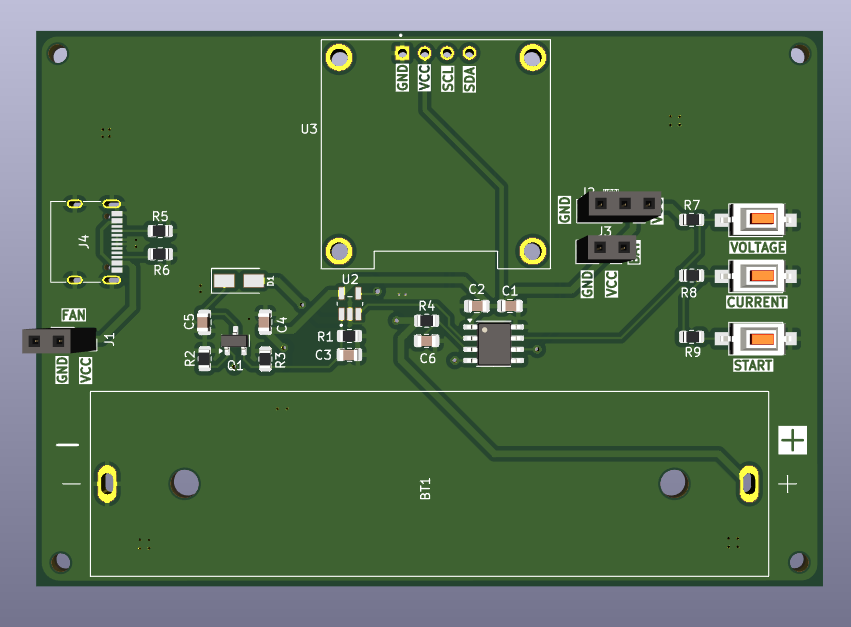 GND
VCC
SCL
SDA
U3
J2
GND
R7
J3
VOLTAGE
R5
J4
R6
D1
U2
GND
VCC
R8
CURRENT
C2
C1
FAN
J1
C5
C4
R4
R1
R9
START
GND
VCC
R2
Q1
R3
C3
C6
+
BT1